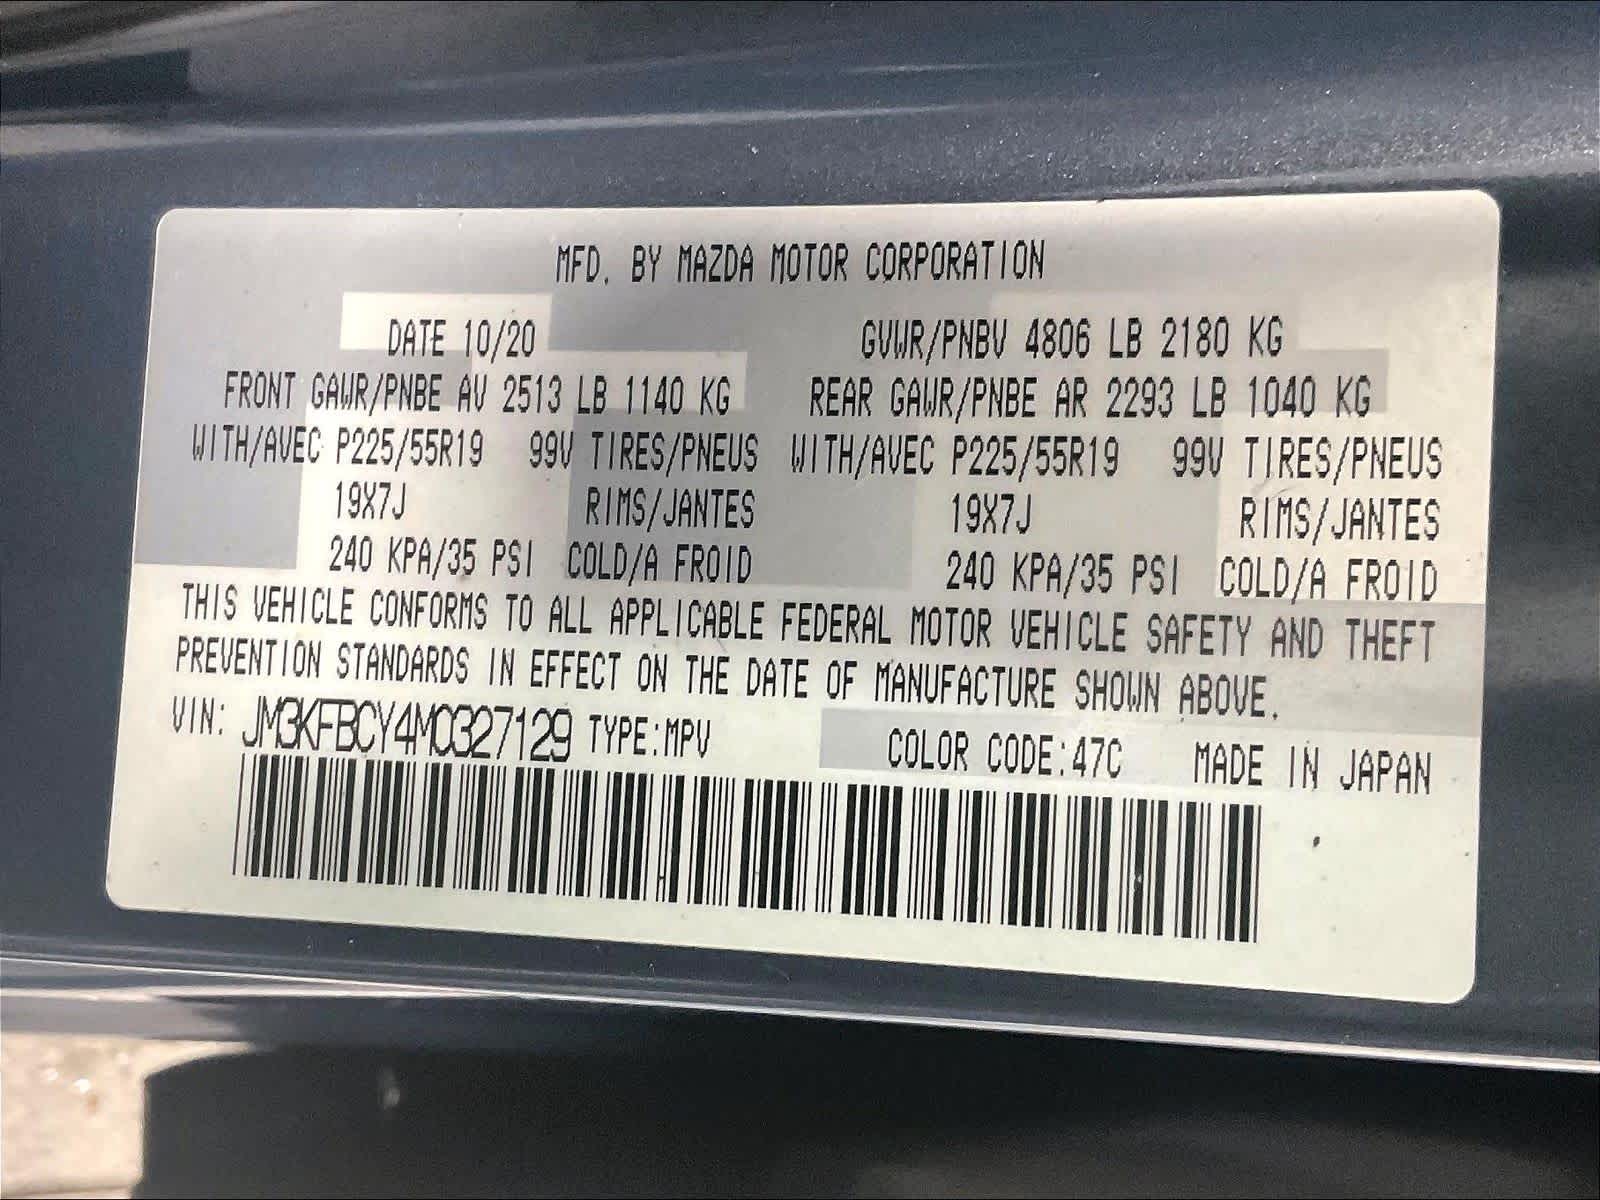 MFD. BY MAZDA MOTOR CORPORATION
DATE 10/20 GVWR/PNBV 4806 LB 2180 KG
FRONT GAWR/PNBE AV 2513 LB 1140 KG REAR GAWR/PNBE AR 2293 LB 1040 KG
WITH/AVEC P225/55R19 99V TIRES/PNEUS WITH/AVEC P225/55R19 99V TIRES/PNEUS
19X7J RIMS/JANTES 19X7J RIMS/JANTES
240 KPA/35 PSI COLD/A FROID 240 KPA/35 PSI COLD/A FROID
THIS VEHICLE CONFORMS TO ALL APPLICABLE FEDERAL MOTOR VEHICLE SAFETY AND THEFT
PREVENTION STANDARDS IN EFFECT ON THE DATE OF MANUFACTURE SHOWN ABOVE.
VIN: JM3KFBCY4M0327129 TYPE:MPV COLOR CODE:47C MADE IN JAPAN